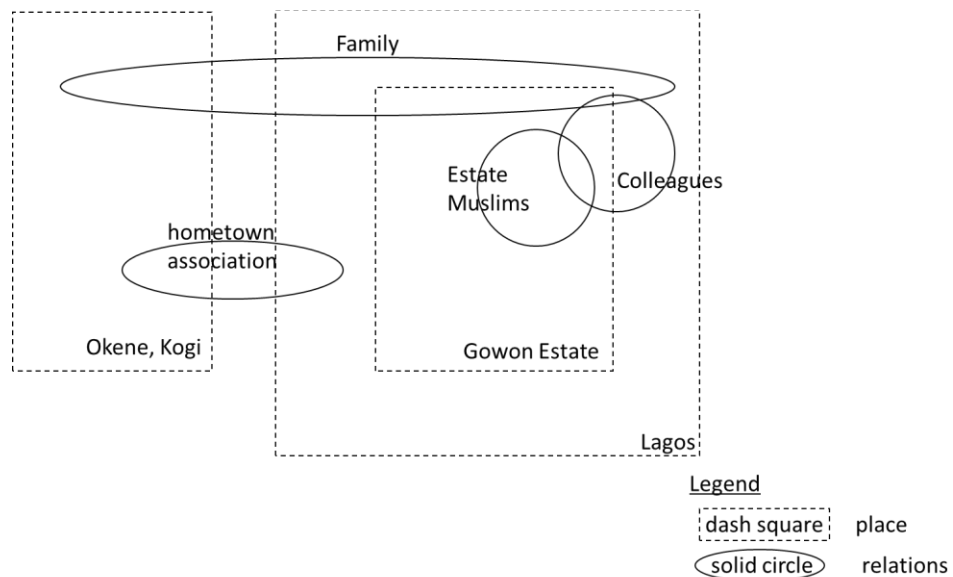 Family
Estate
Muslims
Colleagues
hometown
association
Okene, Kogi
Gowon Estate
Lagos
Legend
dash square place
solid circle relations